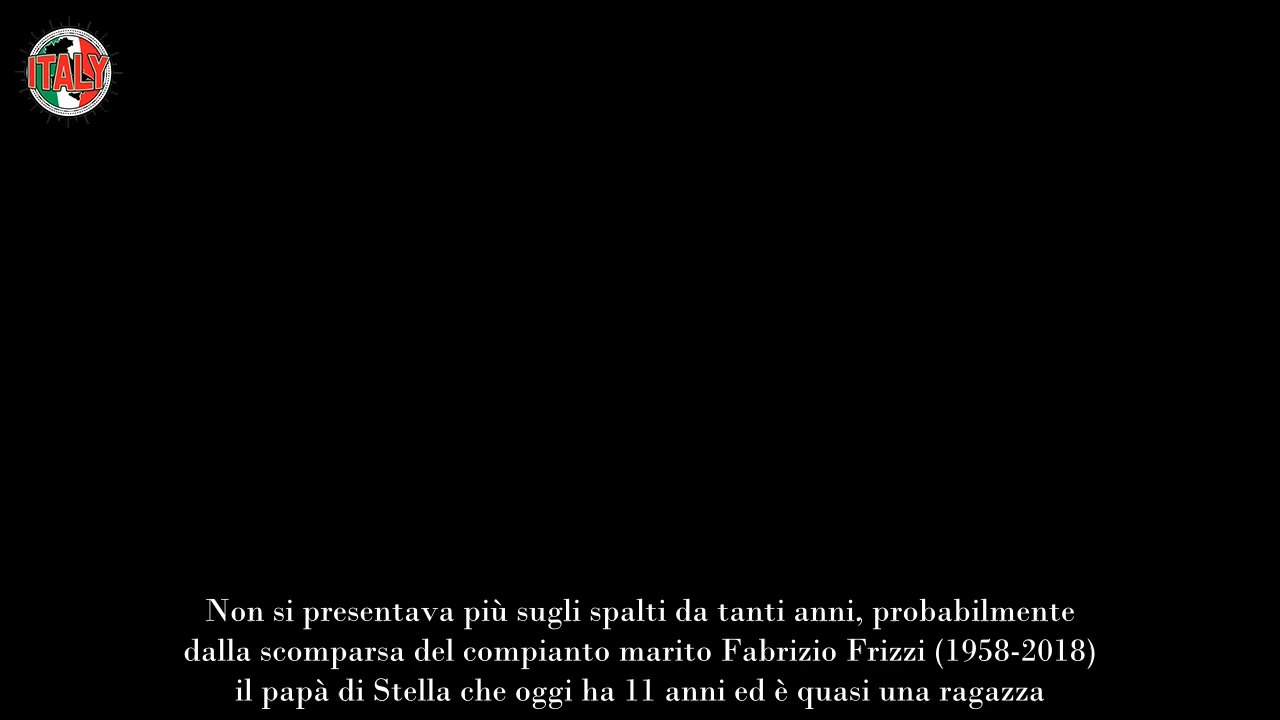 ITALY
Non si presentava più sugli spalti da tanti anni, probabilmente
dalla scomparsa del compianto marito Fabrizio Frizzi (1958-2018)
il papà di Stella che oggi ha 11 anni ed è quasi una ragazza